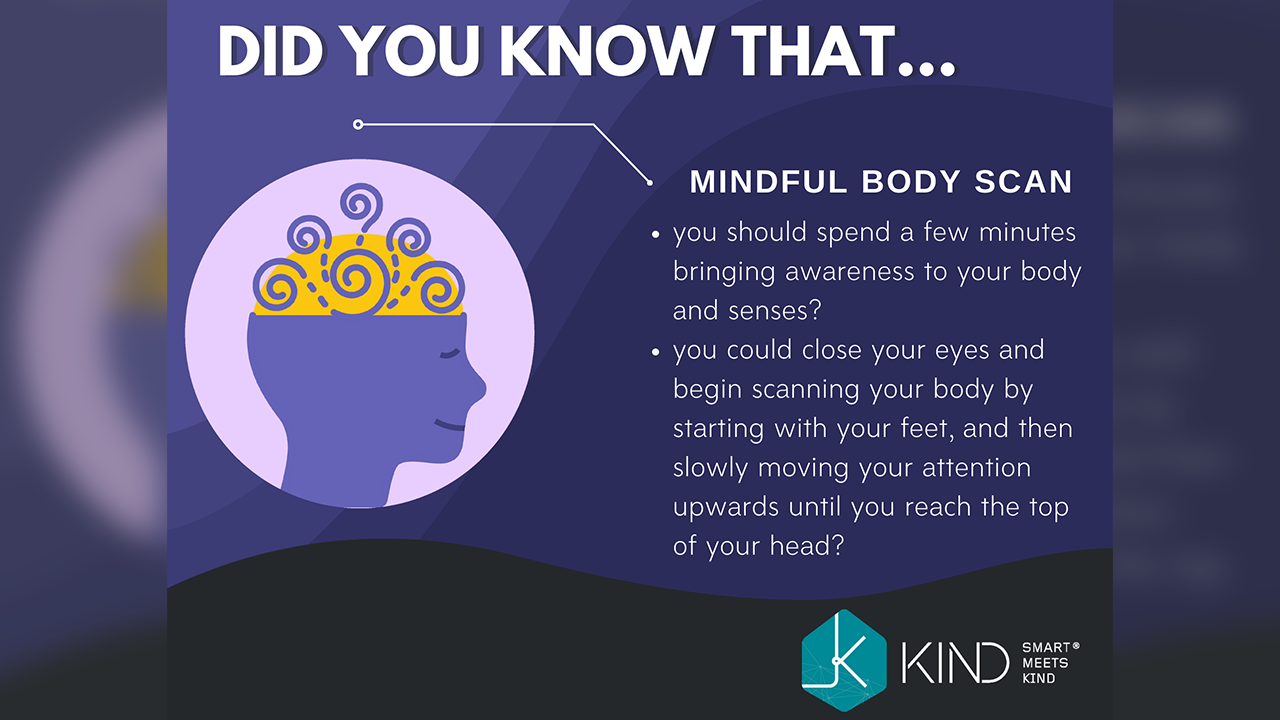 DID YOU KNOW THAT...
MINDFUL BODY SCAN
• you should spend a few minutes
bringing awareness to your body
and senses?
• you could close your eyes and
begin scanning your body by
starting with your feet, and then
slowly moving your attention
upwards until you reach the top
of your head?
KIND
SMART®
MEETS
KIND